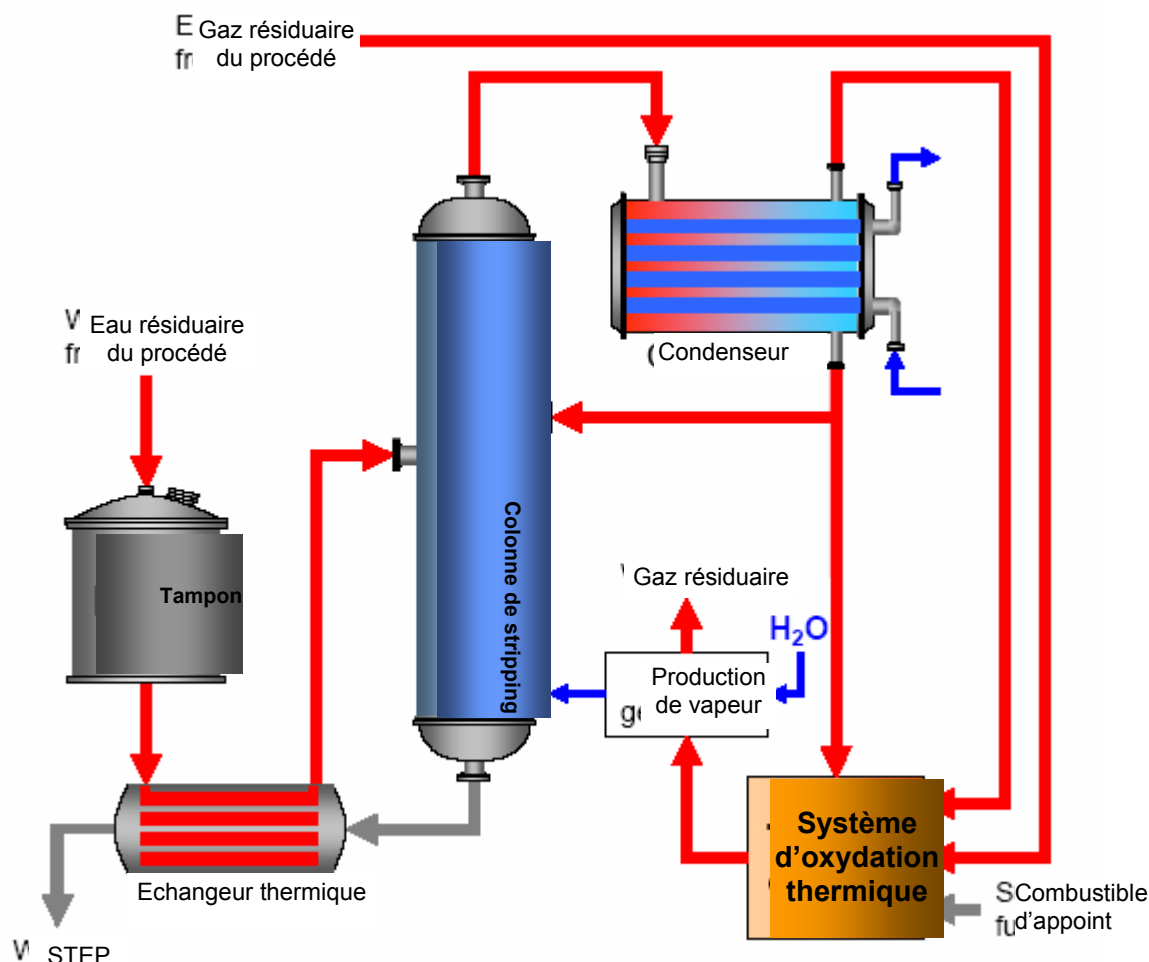 Gaz résiduaire
du procédé
Eau résiduaire
du procédé
Condenseur
Colonne de stripping
Tampon
Gaz résiduaire
H₂O
Production
de vapeur
Système
d'oxydation
thermique
Echangeur thermique
Combustible
d'appoint
STEP